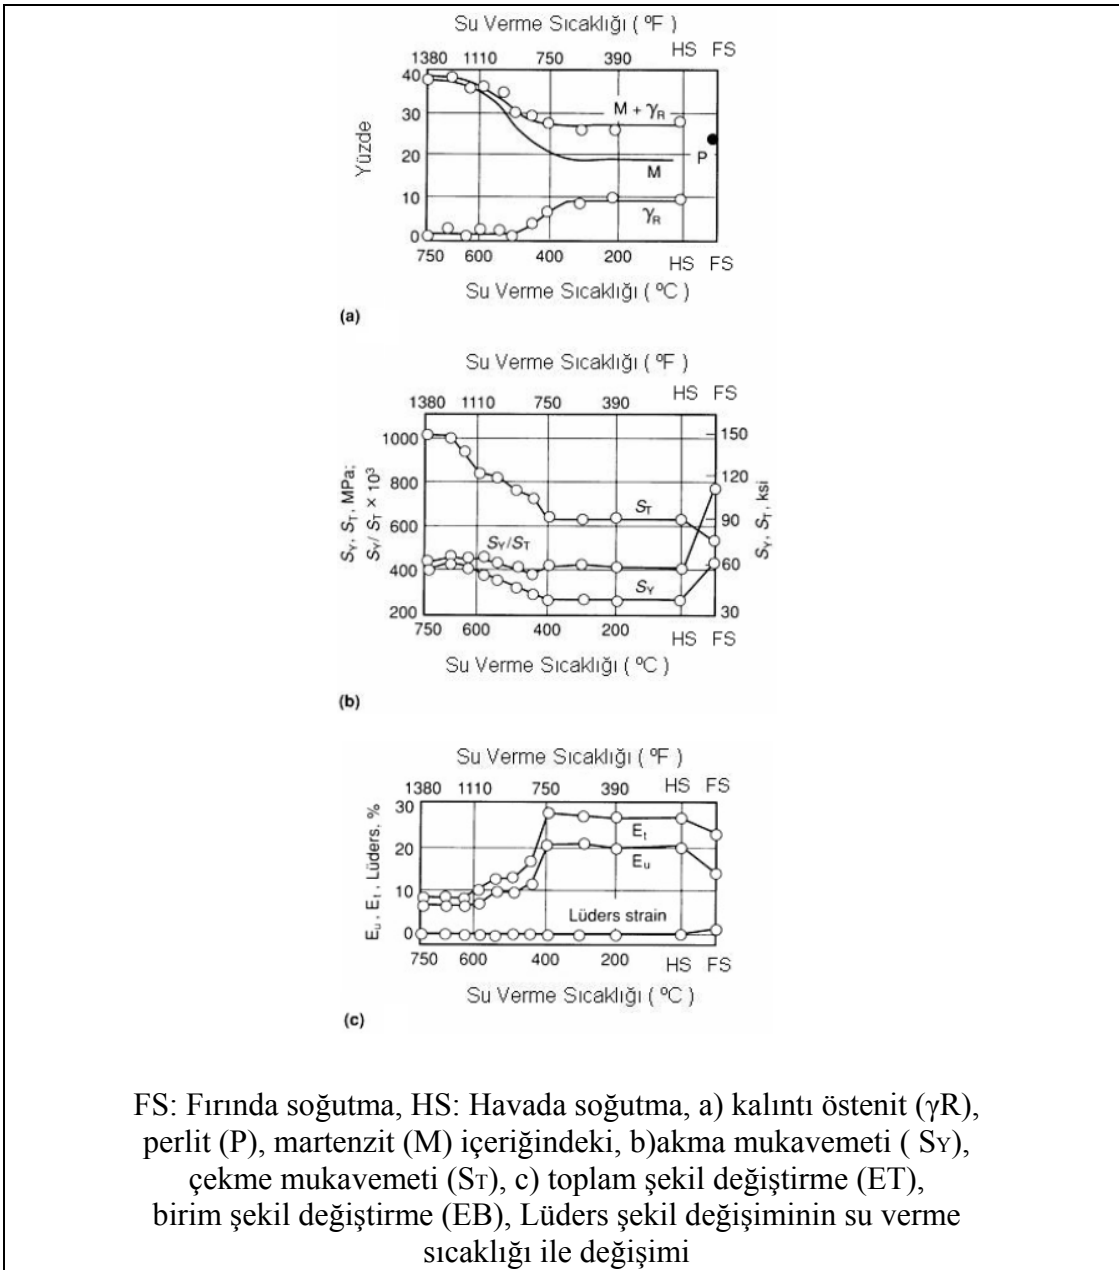 Su Verme Sıcaklığı ( ºF )
1380 1110 750 390 HS FS
40
30
20
10
0
Yüzde
M + γR
P
M
γR
750 600 400 200 HS FS
Su Verme Sıcaklığı ( ºC )
(a)
Su Verme Sıcaklığı ( ºF )
1380 1110 750 390 HS FS
1000
800
600
400
200
SY, ST, MPa;
SY/ ST × 10³
150
120
90
60
30
SY, ST, ksi
ST
SY/ST
SY
750 600 400 200 HS FS
Su Verme Sıcaklığı ( ºC )
(b)
Su Verme Sıcaklığı ( ºF )
1380 1110 750 390 HS FS
30
20
10
0
Eu, Et, Lüders, %
Et
Eu
Lüders strain
750 600 400 200 HS FS
Su Verme Sıcaklığı ( ºC )
(c)
FS: Fırında soğutma, HS: Havada soğutma, a) kalıntı östenit (γR),
perlit (P), martenzit (M) içeriğindeki, b)akma mukavemeti ( SY),
çekme mukavemeti (ST), c) toplam şekil değiştirme (ET),
birim şekil değiştirme (EB), Lüders şekil değişiminin su verme
sıcaklığı ile değişimi